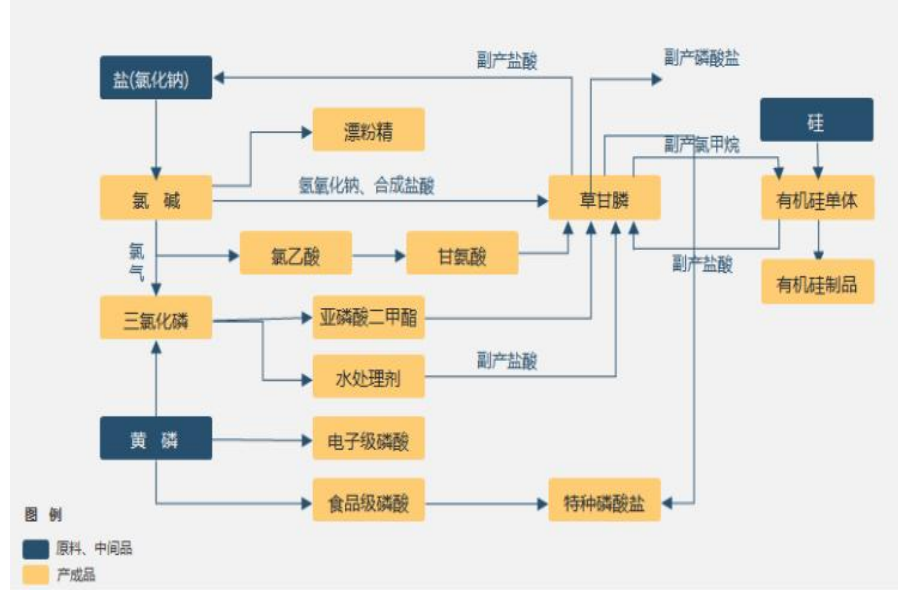 副产盐酸
副产磷酸盐
盐(氯化钠)
硅
漂粉精
副产氯甲烷
氢氧化钠、合成盐酸
氯 碱
草甘膦
有机硅单体
氯气
氯乙酸
甘氨酸
副产盐酸
有机硅制品
三氯化磷
亚磷酸二甲酯
副产盐酸
水处理剂
黄 磷
电子级磷酸
食品级磷酸
特种磷酸盐
图 例
原料、中间品
产成品